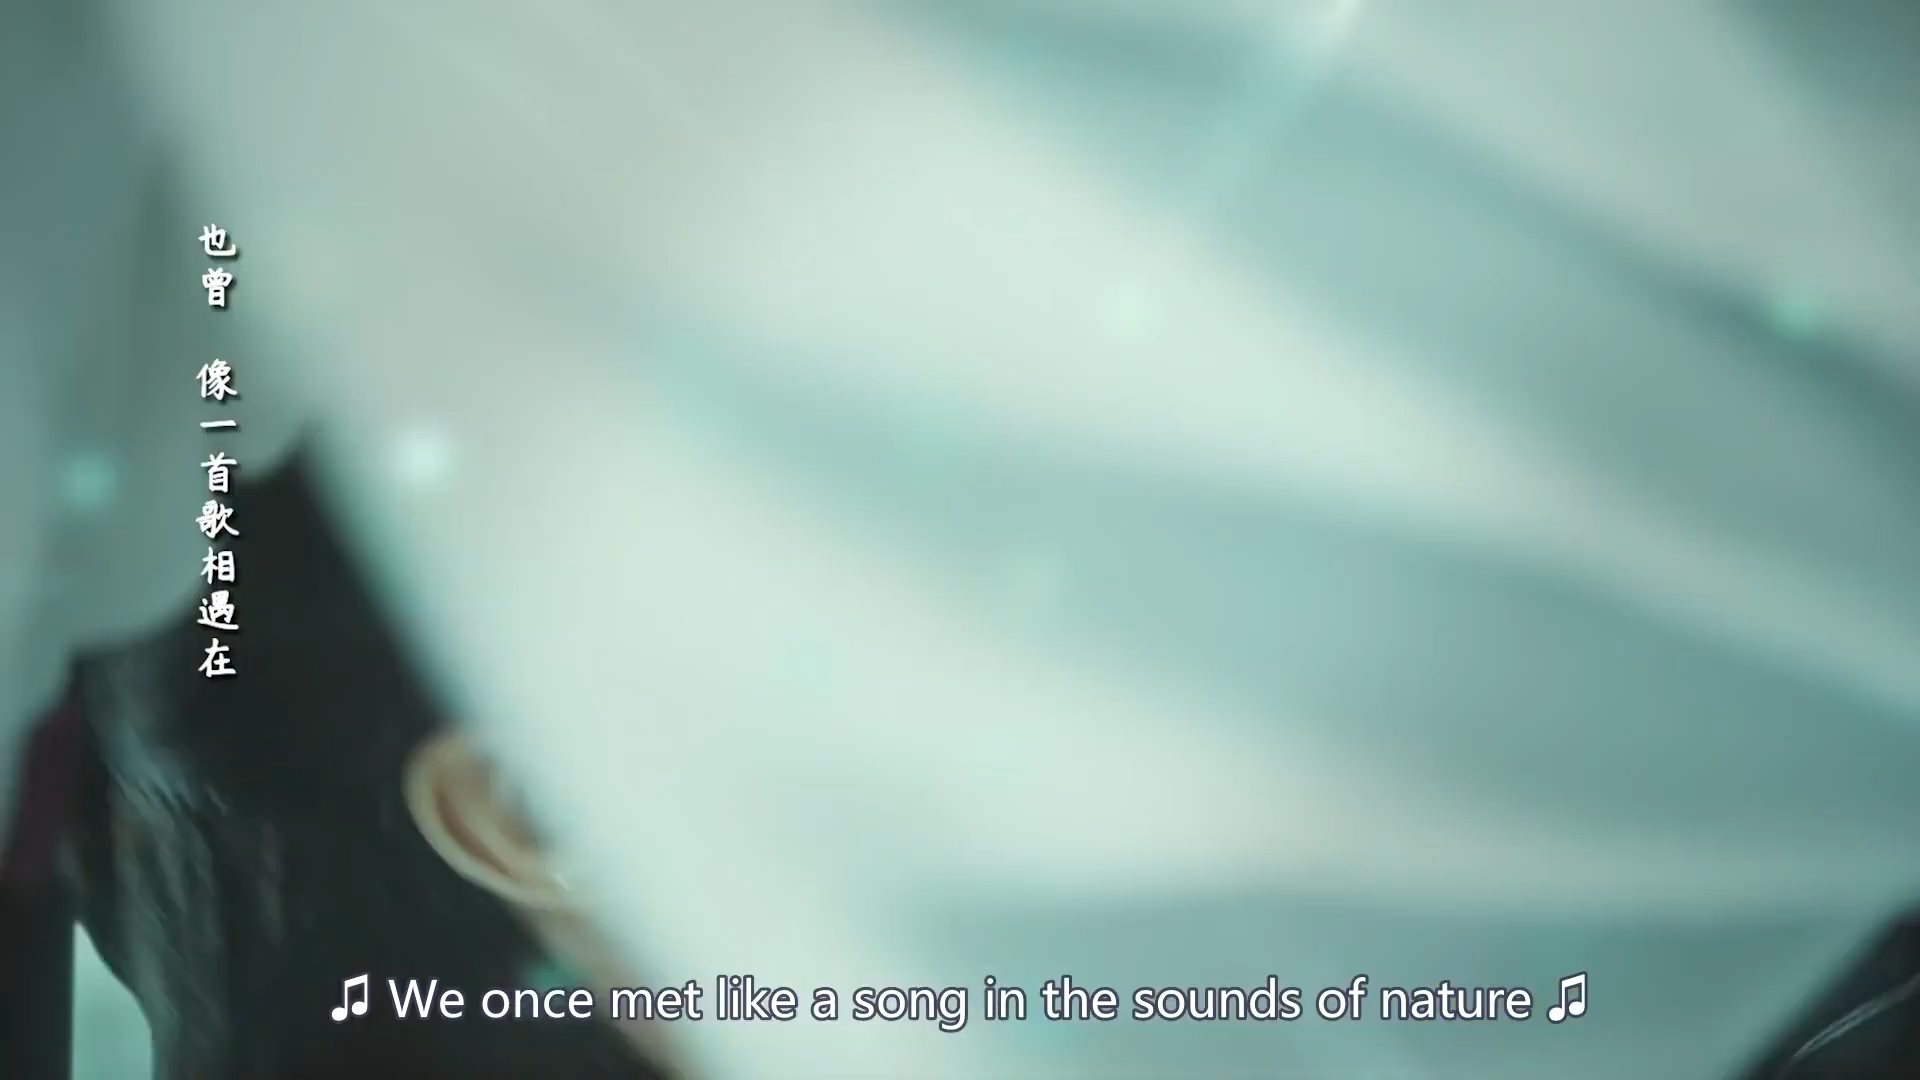 也曾 像一首歌相遇在
♫ We once met like a song in the sounds of nature ♫